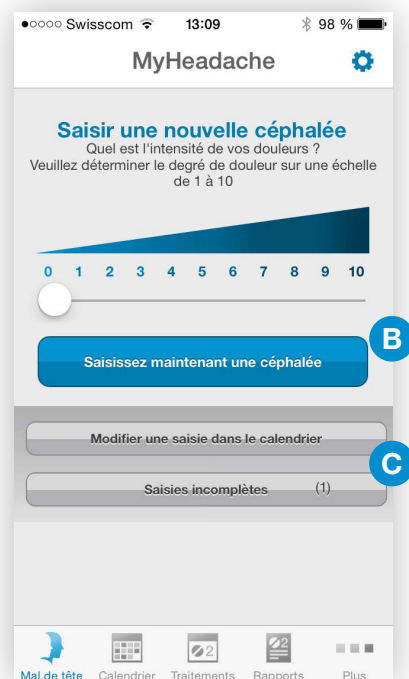 ●○○○○ Swisscom 13:09 98 %
MyHeadache
Saisir une nouvelle céphalée
Quel est l'intensité de vos douleurs ?
Veuillez déterminer le degré de douleur sur une échelle
de 1 à 10
0 1 2 3 4 5 6 7 8 9 10
B
Saisissez maintenant une céphalée
Modifier une saisie dans le calendrier
C
Saisies incomplètes (1)
Mal de tête Calendrier Traitements Rapports Plus